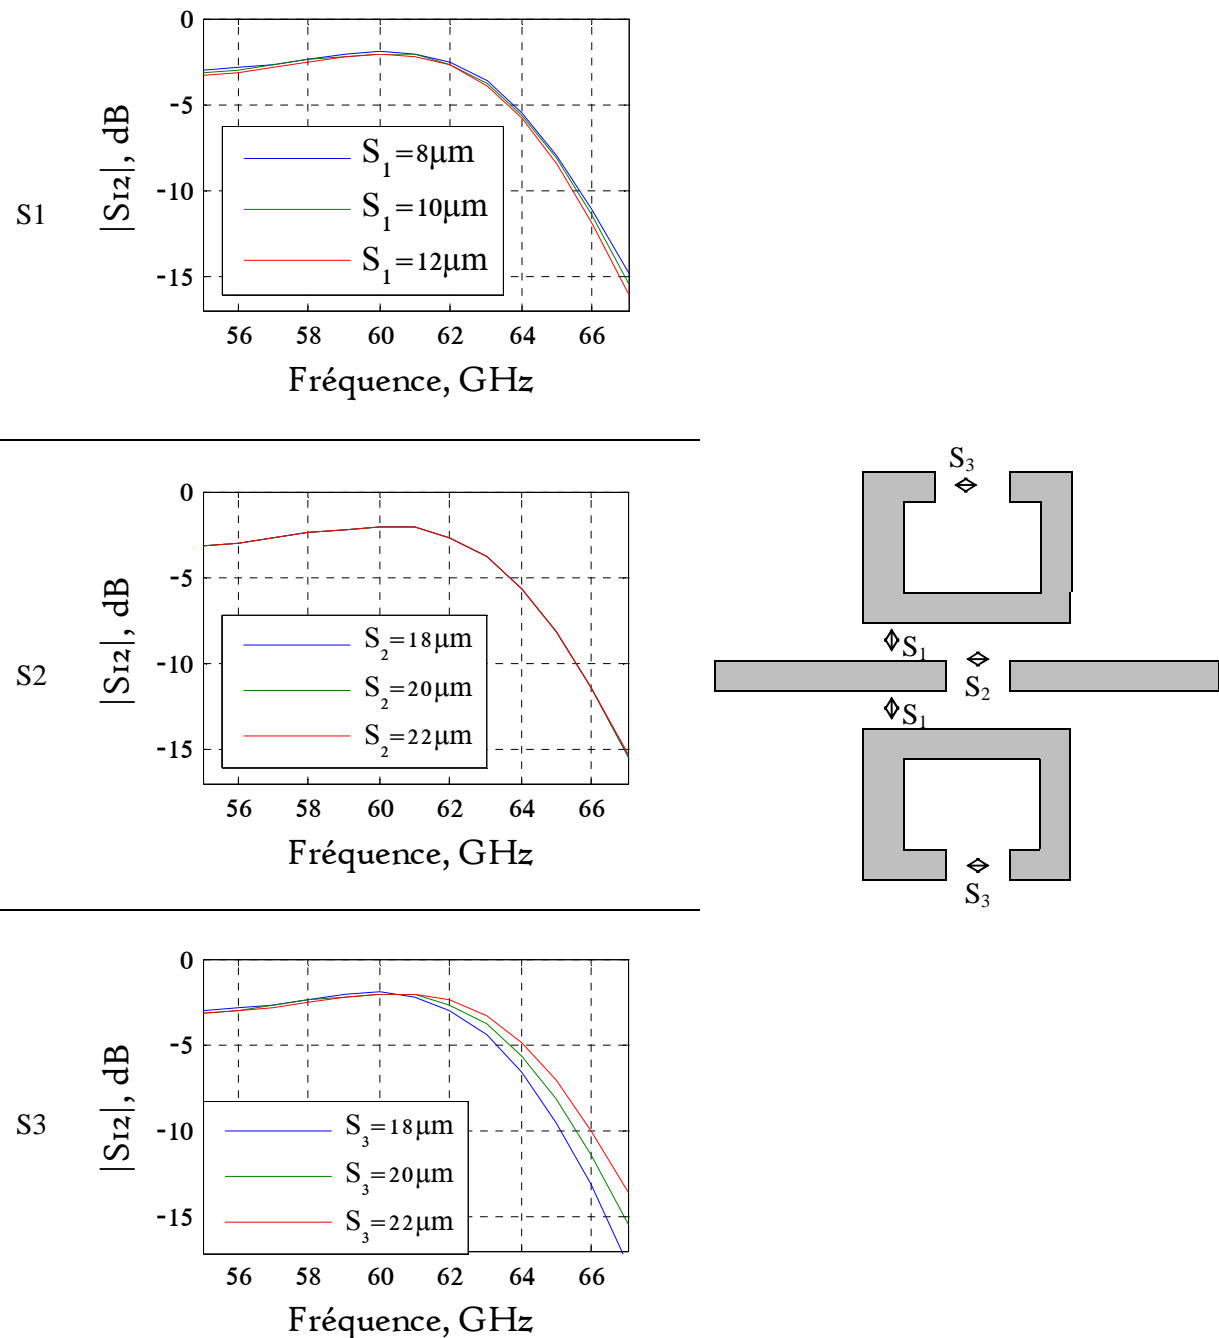 S1
|S12|, dB
0
-5
-10
-15
S1=8µm
S1=10µm
S1=12µm
56 58 60 62 64 66
Fréquence, GHz
S2
|S12|, dB
0
-5
-10
-15
S2=18µm
S2=20µm
S2=22µm
56 58 60 62 64 66
Fréquence, GHz
S3
S1
S2
S1
S3
S3
|S12|, dB
0
-5
-10
-15
S3=18µm
S3=20µm
S3=22µm
56 58 60 62 64 66
Fréquence, GHz